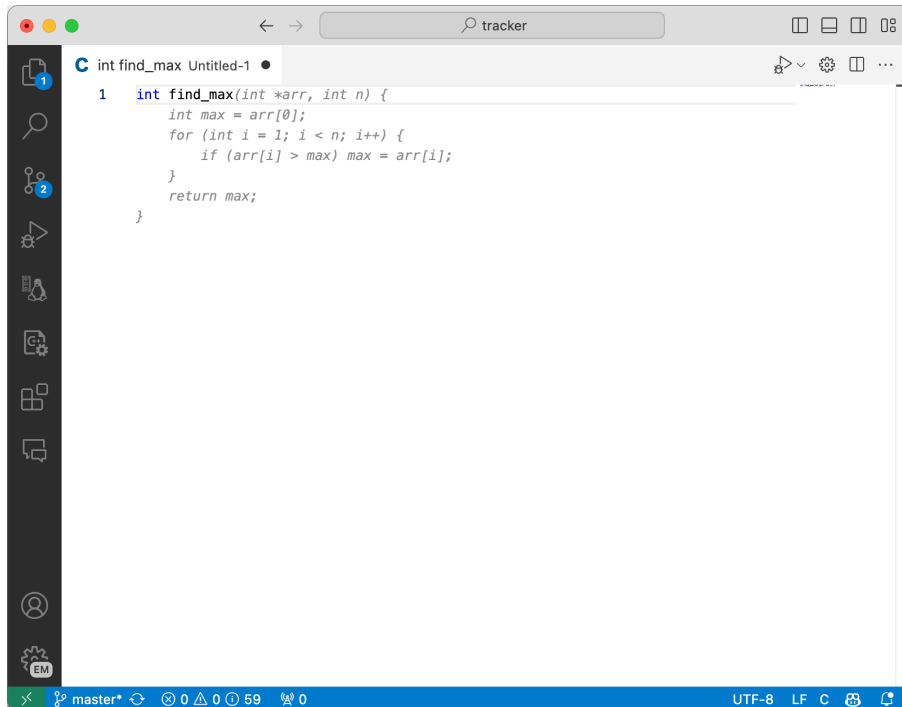 tracker
1
C int find_max Untitled-1
1 int find_max(int *arr, int n) {
int max = arr[0];
for (int i = 1; i < n; i++) {
if (arr[i] > max) max = arr[i];
}
return max;
}
2
EM
master* 0 0 59 0 UTF-8 LF C